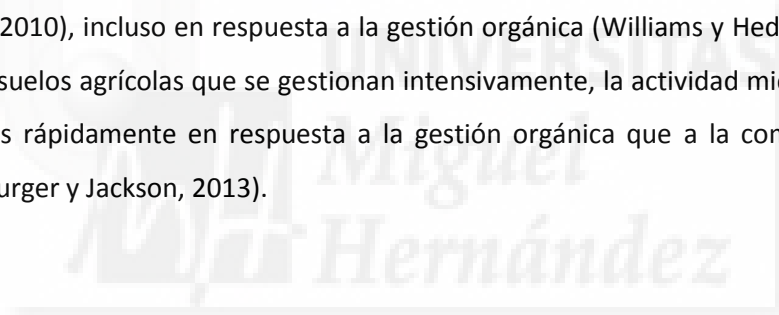 2010), incluso en respuesta a la gestión orgánica (Williams y Hed
suelos agrícolas que se gestionan intensivamente, la actividad mi
s rápidamente en respuesta a la gestión orgánica que a la con
urger y Jackson, 2013).
UNIVERSITAS
Miguel
Hernández